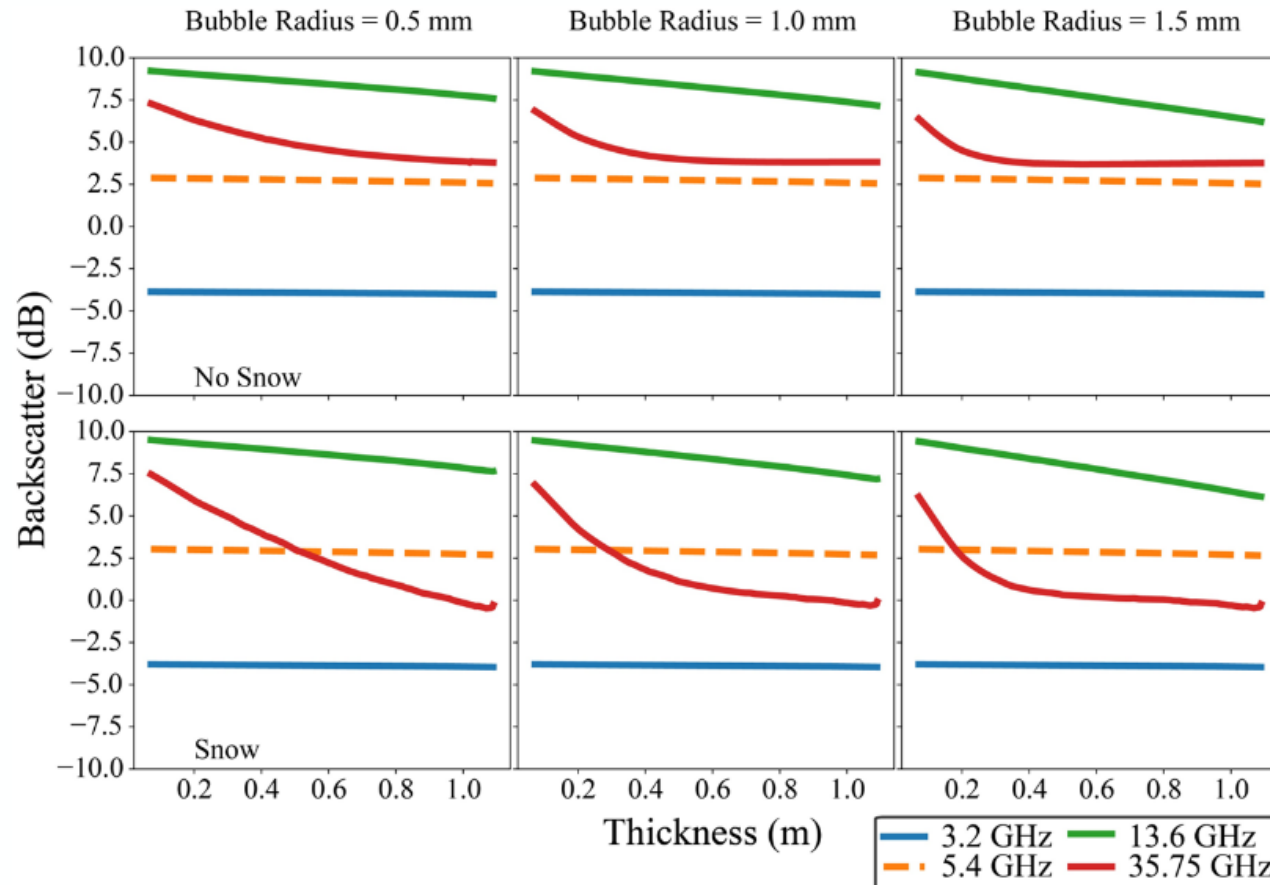 Bubble Radius = 0.5 mm Bubble Radius = 1.0 mm Bubble Radius = 1.5 mm
10.0
7.5
5.0
2.5
0.0
−2.5
−5.0
−7.5
−10.0
No Snow
10.0
7.5
5.0
2.5
0.0
−2.5
−5.0
−7.5
−10.0
Snow
Backscatter (dB)
0.2 0.4 0.6 0.8 1.0 0.2 0.4 0.6 0.8 1.0 0.2 0.4 0.6 0.8 1.0
Thickness (m)
3.2 GHz 13.6 GHz
5.4 GHz 35.75 GHz